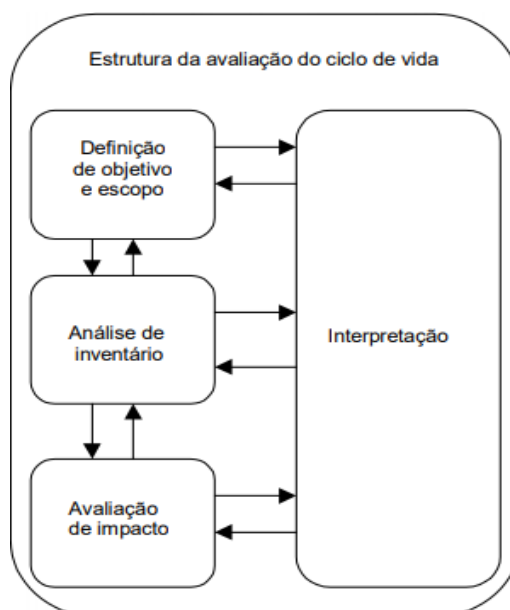 Estrutura da avaliação do ciclo de vida
Definição
de objetivo
e escopo
Análise de
inventário
Interpretação
Avaliação
de impacto